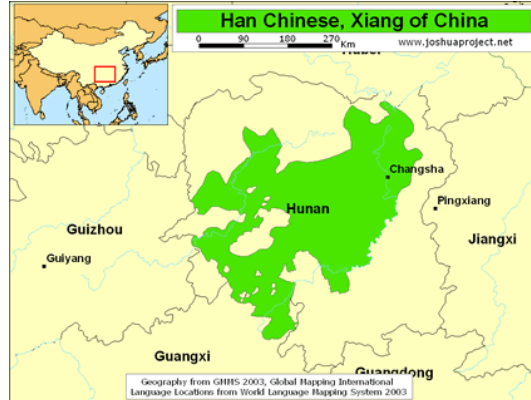 Han Chinese, Xiang of China
0 90 180 270 Km
www.joshuaproject.net
Hubei
Changsha
Hunan
Pingxiang
Guizhou
Jiangxi
Guiyang
Guangxi
Guangdong
Geography from GMMS 2003, Global Mapping International
Language Locations from World Language Mapping System 2003